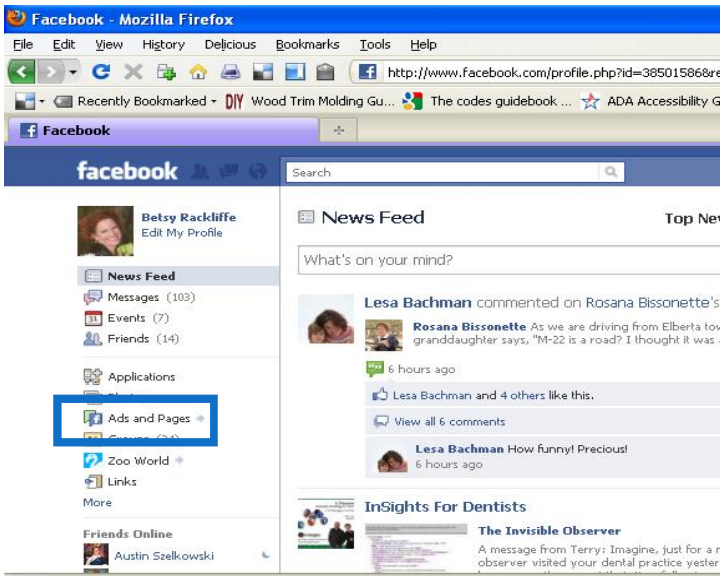 Facebook - Mozilla Firefox
File Edit View History Delicious Bookmarks Tools Help
http://www.facebook.com/profile.php?id=38501586&re
Recently Bookmarked DIY Wood Trim Molding Gu... The codes guidebook ... ADA Accessibility G
Facebook
facebook
Search
Betsy Rackliffe
Edit My Profile
News Feed
Messages (103)
Events (7)
Friends (14)
Applications
Ads and Pages
Zoo World
Links
More
Friends Online
Austin Szelkowski
News Feed
Top Nev
What's on your mind?
Lesa Bachman commented on Rosana Bissonette's
Rosana Bissonette As we are driving from Elberta tow
granddaughter says, "M-22 is a road? I thought it was
6 hours ago
Lesa Bachman and 4 others like this.
View all 6 comments
Lesa Bachman How funny! Precious!
6 hours ago
InSights For Dentists
The Invisible Observer
A message from Terry: Imagine, just for a m
observer visited your dental practice yester